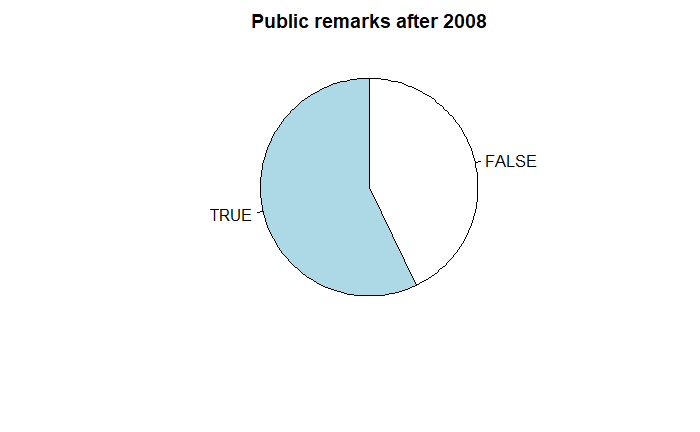 Public remarks after 2008
FALSE
TRUE